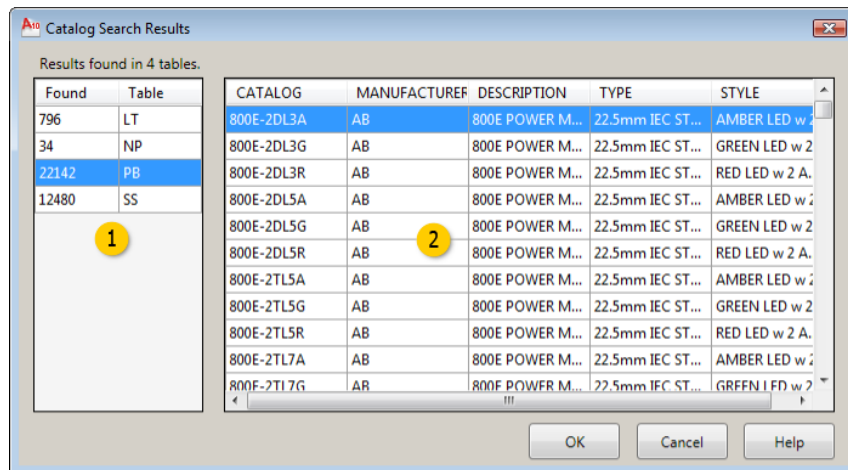 A10 Catalog Search Results
Results found in 4 tables.
Found Table
796 LT
34 NP
22142 PB
12480 SS
1
CATALOG MANUFACTURER DESCRIPTION TYPE STYLE
800E-2DL3A AB 800E POWER M... 22.5mm IEC ST... AMBER LED w 2
800E-2DL3G AB 800E POWER M... 22.5mm IEC ST... GREEN LED w 2
800E-2DL3R AB 800E POWER M... 22.5mm IEC ST... RED LED w 2 A.
800E-2DL5A AB 800E POWER M... 22.5mm IEC ST... AMBER LED w 2
800E-2DL5G AB 800E POWER M... 22.5mm IEC ST... GREEN LED w 2
2
800E-2DL5R AB 800E POWER M... 22.5mm IEC ST... RED LED w 2 A.
800E-2TL5A AB 800E POWER M... 22.5mm IEC ST... AMBER LED w 2
800E-2TL5G AB 800E POWER M... 22.5mm IEC ST... GREEN LED w 2
800E-2TL5R AB 800E POWER M... 22.5mm IEC ST... RED LED w 2 A.
800E-2TL7A AB 800E POWER M... 22.5mm IEC ST... AMBER LED w 2
800E-2TL7G AB 800E POWER M... 22.5mm IEC ST... GREEN LED w 2
OK Cancel Help